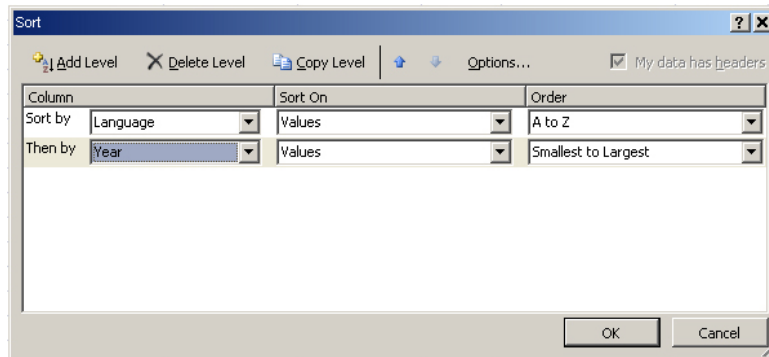 Sort
Add Level Delete Level Copy Level Options... My data has headers
Column Sort On Order
Sort by Language Values A to Z
Then by Year Values Smallest to Largest
OK Cancel